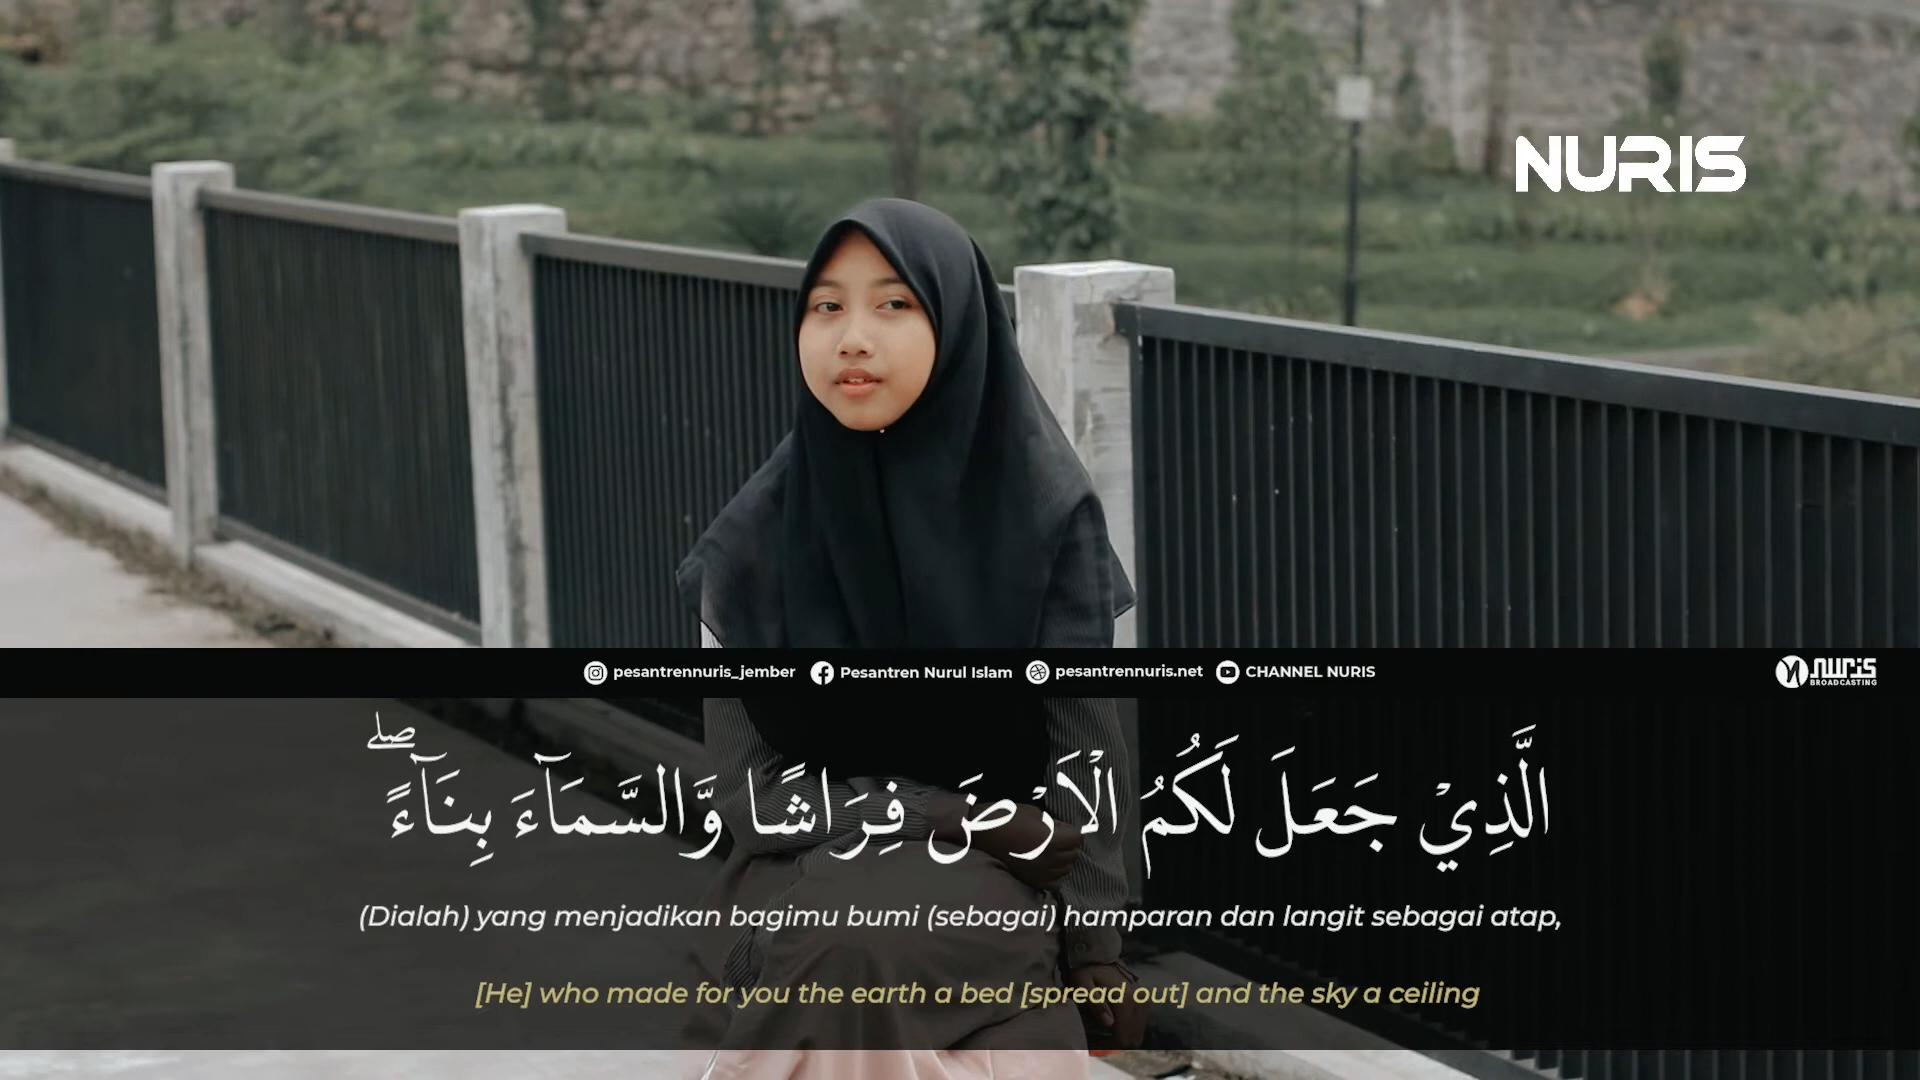 NURIS
pesantrennuris_jember Pesantren Nurul Islam pesantrennuris.net CHANNEL NURIS
nuris
BROADCASTING
الَّذِيْ جَعَلَ لَكُمُ الْاَرْضَ فِرَاشًا وَّالسَّمَاۤءَ بِنَاۤءً ۖ
(Dialah) yang menjadikan bagimu bumi (sebagai) hamparan dan langit sebagai atap,
[He] who made for you the earth a bed [spread out] and the sky a ceiling